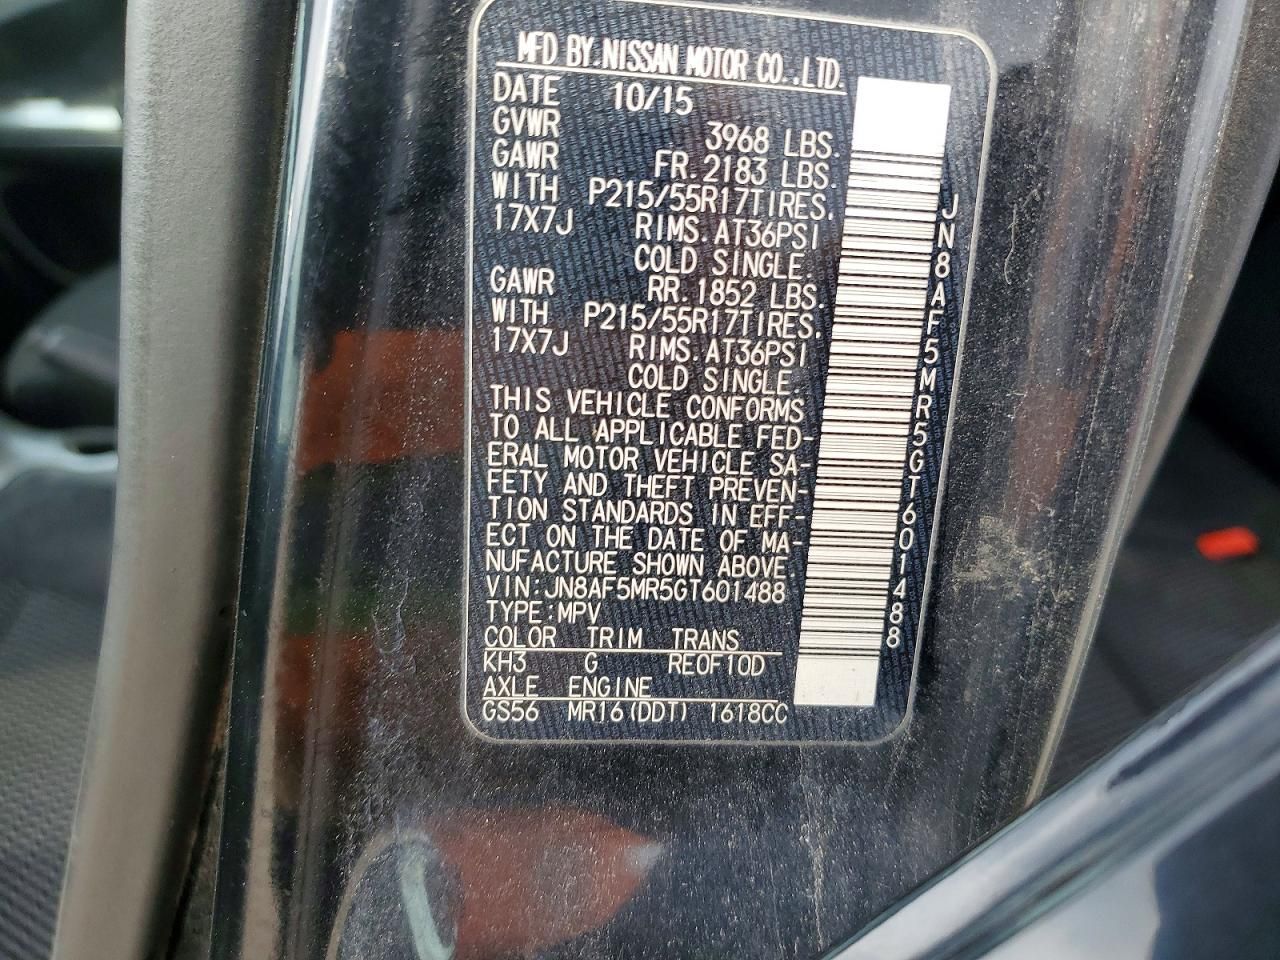 MFD BY.NISSAN MOTOR CO.,LTD.
DATE 10/15
GVWR 3968 LBS.
GAWR FR.2183 LBS.
WITH P215/55R17TIRES.
17X7J RIMS.AT36PSI
COLD SINGLE.
GAWR RR.1852 LBS.
WITH P215/55R17TIRES.
17X7J RIMS.AT36PSI
COLD SINGLE.
THIS VEHICLE CONFORMS
TO ALL APPLICABLE FED-
ERAL MOTOR VEHICLE SA-
FETY AND THEFT PREVEN-
TION STANDARDS IN EFF-
ECT ON THE DATE OF MA-
NUFACTURE SHOWN ABOVE.
VIN:JN8AF5MR5GT601488
TYPE:MPV
COLOR TRIM TRANS
KH3 G RE0F10D
AXLE ENGINE
GS56 MR16(DDT) 1618CC
JN8AF5MR5GT601488